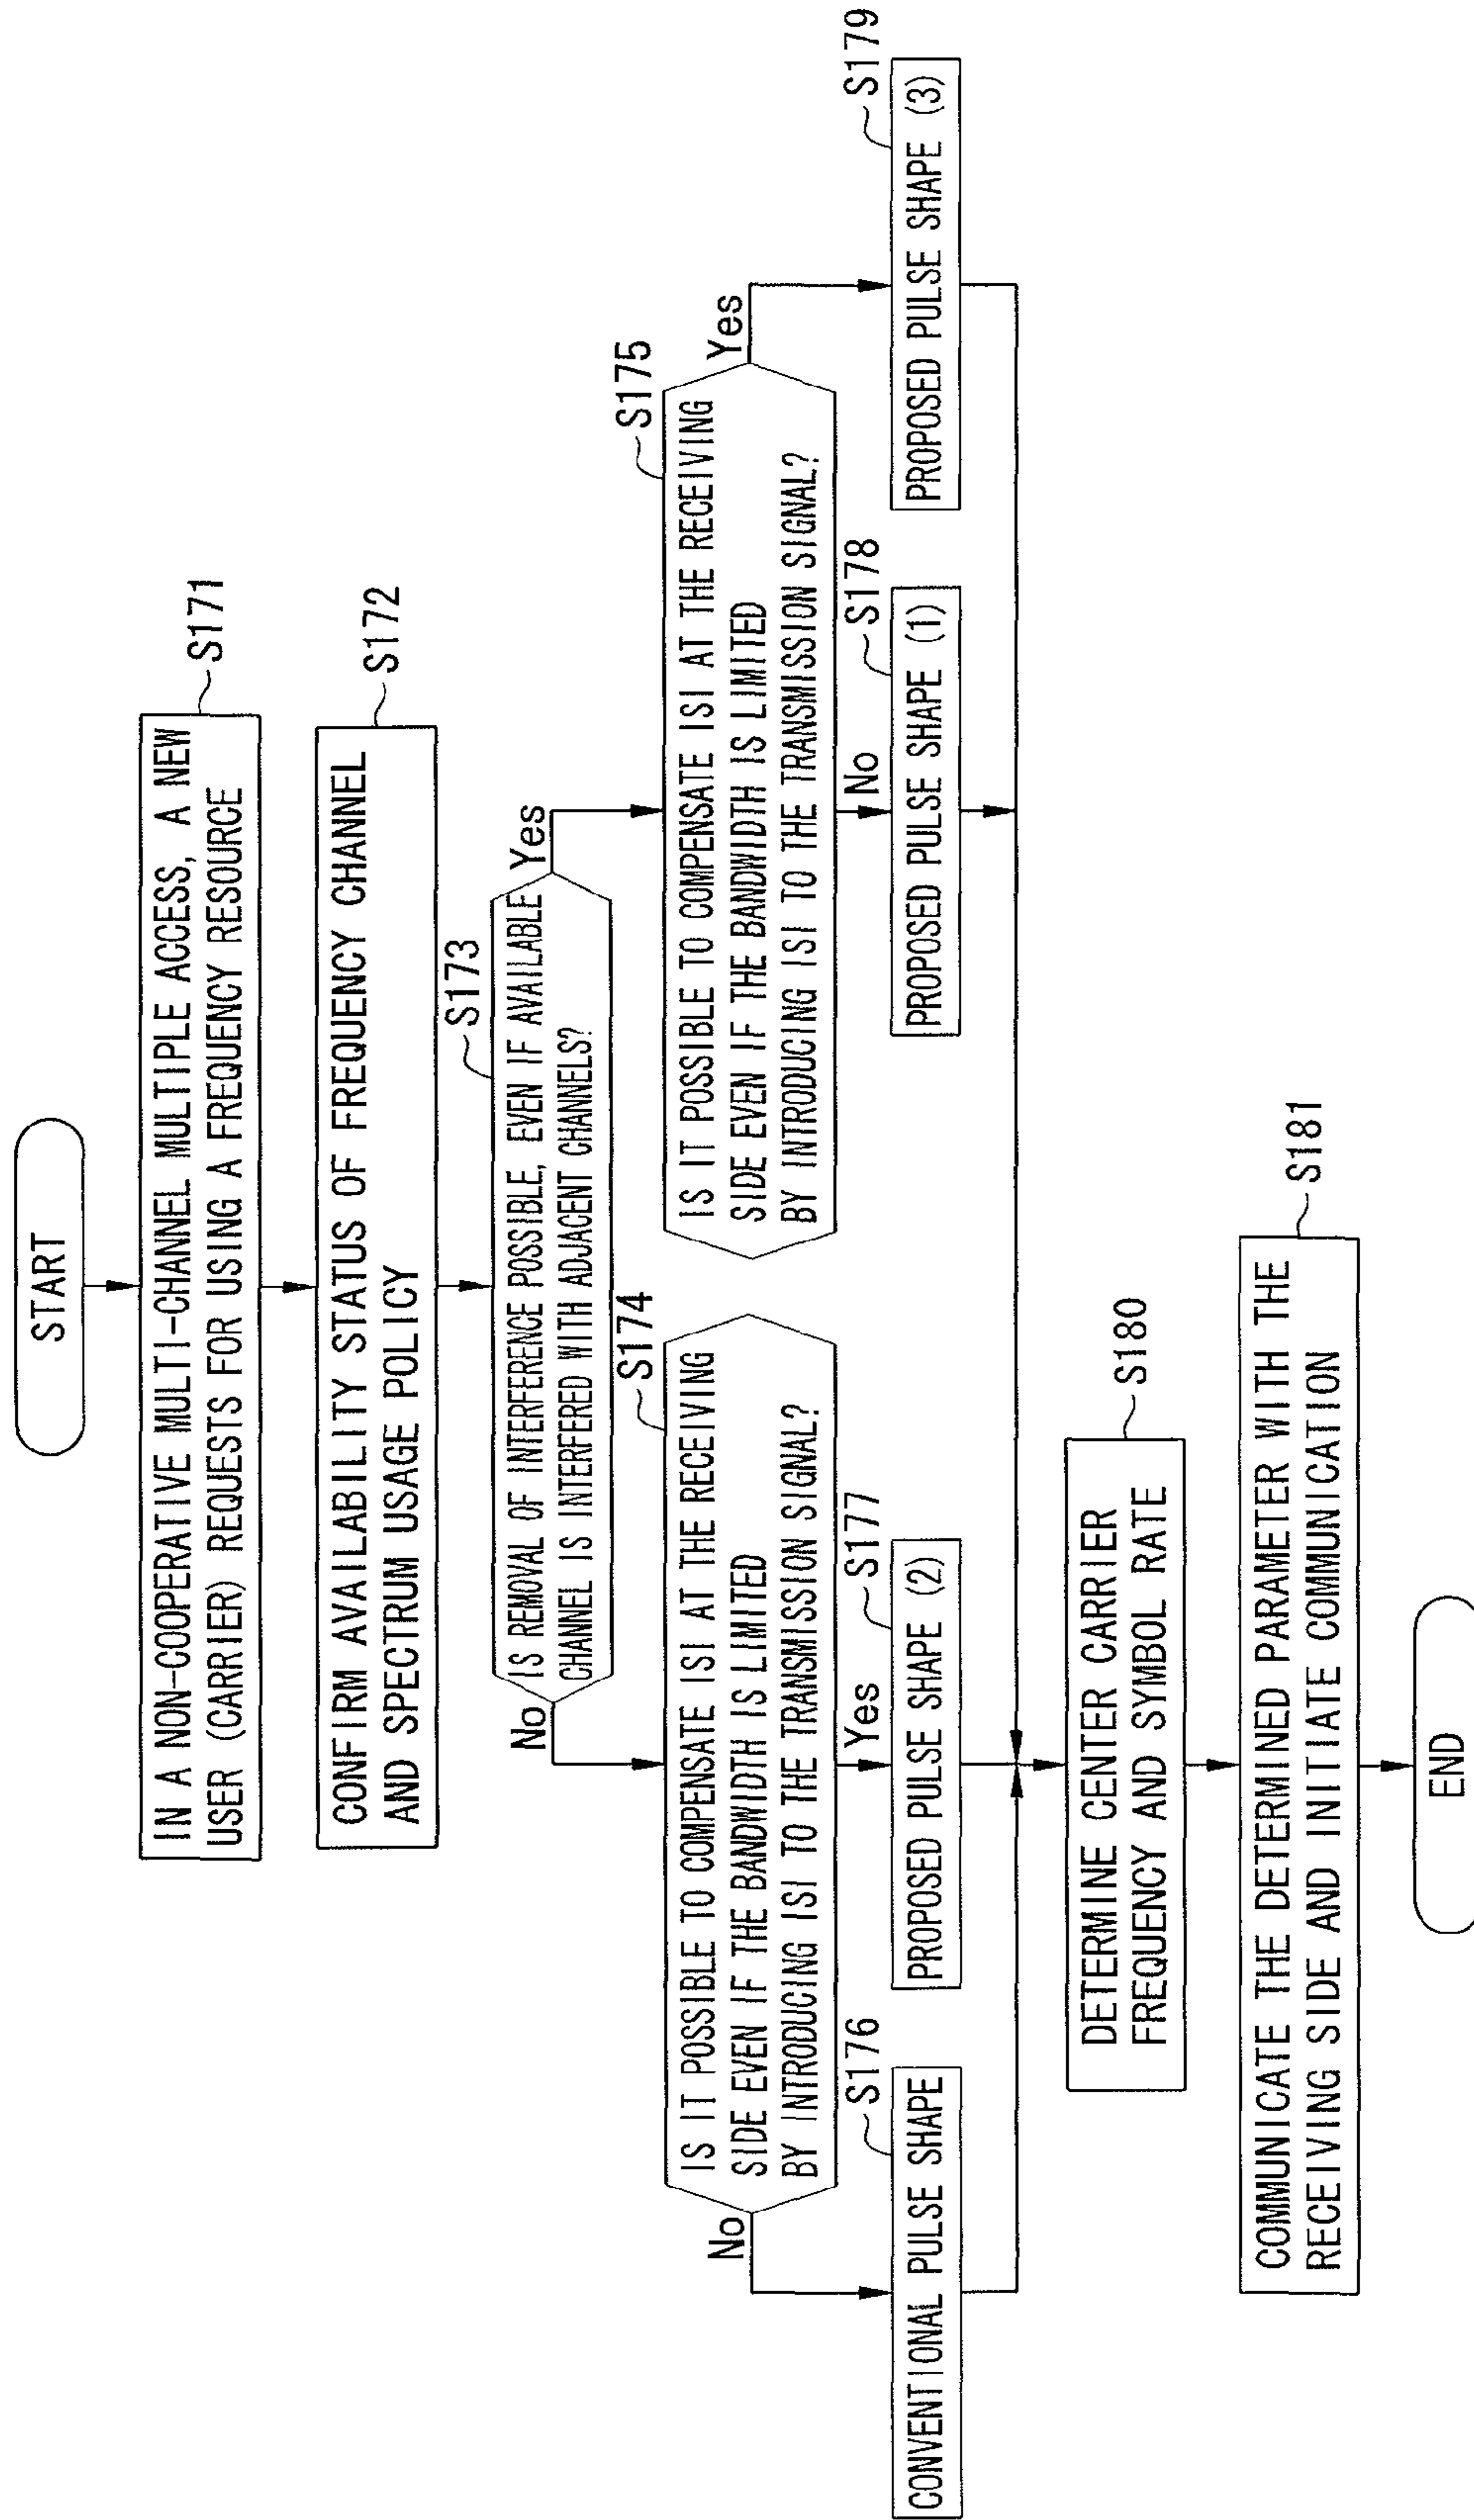 START
S171
IN A NON-COOPERATIVE MULTI-CHANNEL MULTIPLE ACCESS, A NEW
USER (CARRIER) REQUESTS FOR USING A FREQUENCY RESOURCE
S172
CONFIRM AVAILABILITY STATUS OF FREQUENCY CHANNEL
AND SPECTRUM USAGE POLICY
S173
IS REMOVAL OF INTERFERENCE POSSIBLE, EVEN IF AVAILABLE
CHANNEL IS INTERFERED WITH ADJACENT CHANNELS?
No
Yes
S174
IS IT POSSIBLE TO COMPENSATE ISI AT THE RECEIVING
SIDE EVEN IF THE BANDWIDTH IS LIMITED
BY INTRODUCING ISI TO THE TRANSMISSION SIGNAL?
S175
IS IT POSSIBLE TO COMPENSATE ISI AT THE RECEIVING
SIDE EVEN IF THE BANDWIDTH IS LIMITED
BY INTRODUCING ISI TO THE TRANSMISSION SIGNAL?
No
Yes
No
Yes
S176
CONVENTIONAL PULSE SHAPE
S177
PROPOSED PULSE SHAPE (2)
S178
PROPOSED PULSE SHAPE (1)
S179
PROPOSED PULSE SHAPE (3)
S180
DETERMINE CENTER CARRIER
FREQUENCY AND SYMBOL RATE
S181
COMMUNICATE THE DETERMINED PARAMETER WITH THE
RECEIVING SIDE AND INITIATE COMMUNICATION
END